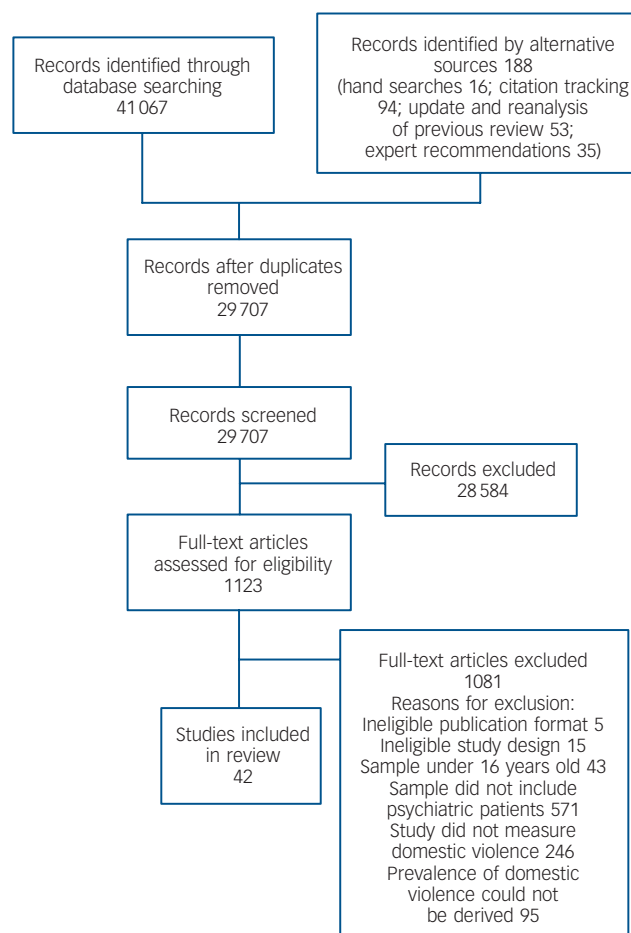 Records identified through
database searching
41 067
Records identified by alternative
sources 188
(hand searches 16; citation tracking
94; update and reanalysis
of previous review 53;
expert recommendations 35)
Records after duplicates
removed
29 707
Records screened
29 707
Records excluded
28 584
Full-text articles
assessed for eligibility
1123
Full-text articles excluded
1081
Reasons for exclusion:
Ineligible publication format 5
Ineligible study design 15
Sample under 16 years old 43
Sample did not include
psychiatric patients 571
Study did not measure
domestic violence 246
Prevalence of domestic
violence could not
be derived 95
Studies included
in review
42